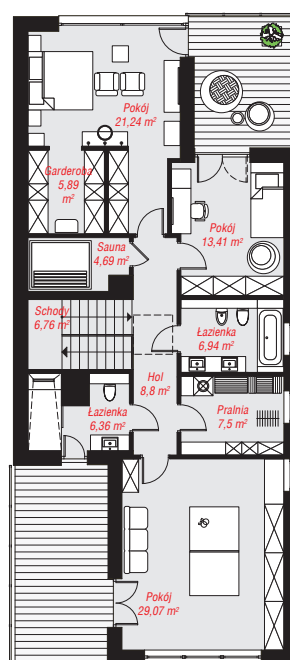 Pokój
21,24 m²
Garderoba
5,89
m²
Pokój
13,41 m²
Sauna
4,69 m²
Schody
6,76 m²
Łazienka
6,94 m²
Hol
8,8 m²
Łazienka
6,36 m²
Pralnia
7,5 m²
Pokój
29,07 m²